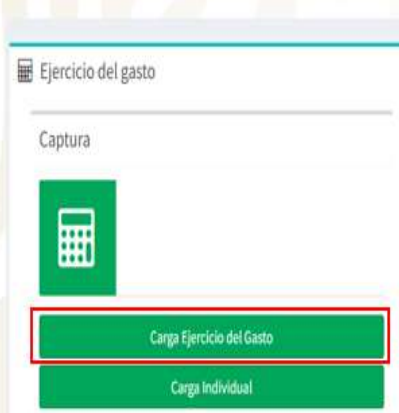 Ejercicio del gasto
Captura
Carga Ejercicio del Gasto
Carga Individual